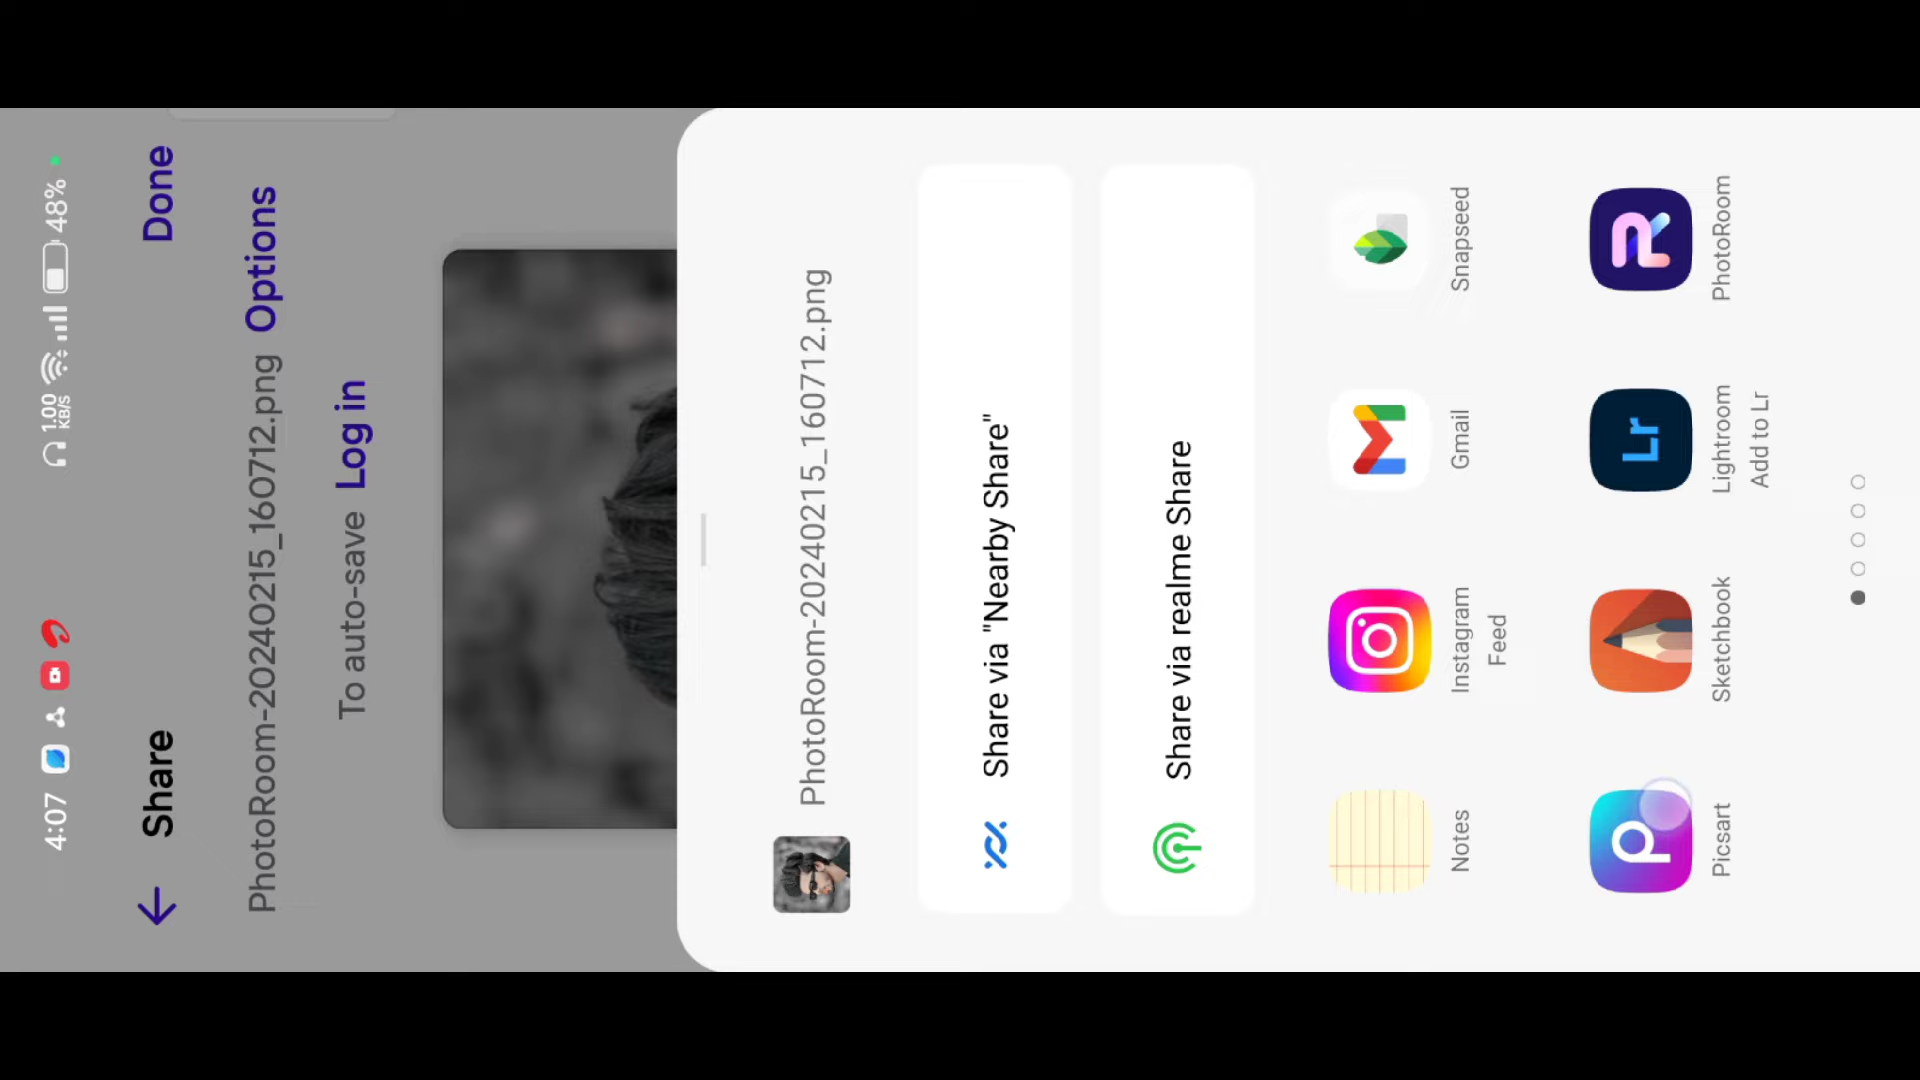 4:07
1.00
KB/S
48%
Share
Done
PhotoRoom-20240215_160712.png Options
To auto-save Log in
PhotoRoom-20240215_160712.png
Share via "Nearby Share"
Share via realme Share
Notes
Instagram
Feed
Gmail
Snapseed
Lr
Picsart
Sketchbook
Lightroom
Add to Lr
PhotoRoom